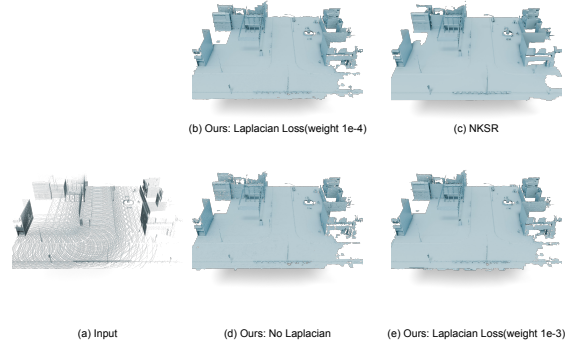 (b) Ours: Laplacian Loss(weight 1e-4)
(c) NKSR
(a) Input
(d) Ours: No Laplacian
(e) Ours: Laplacian Loss(weight 1e-3)